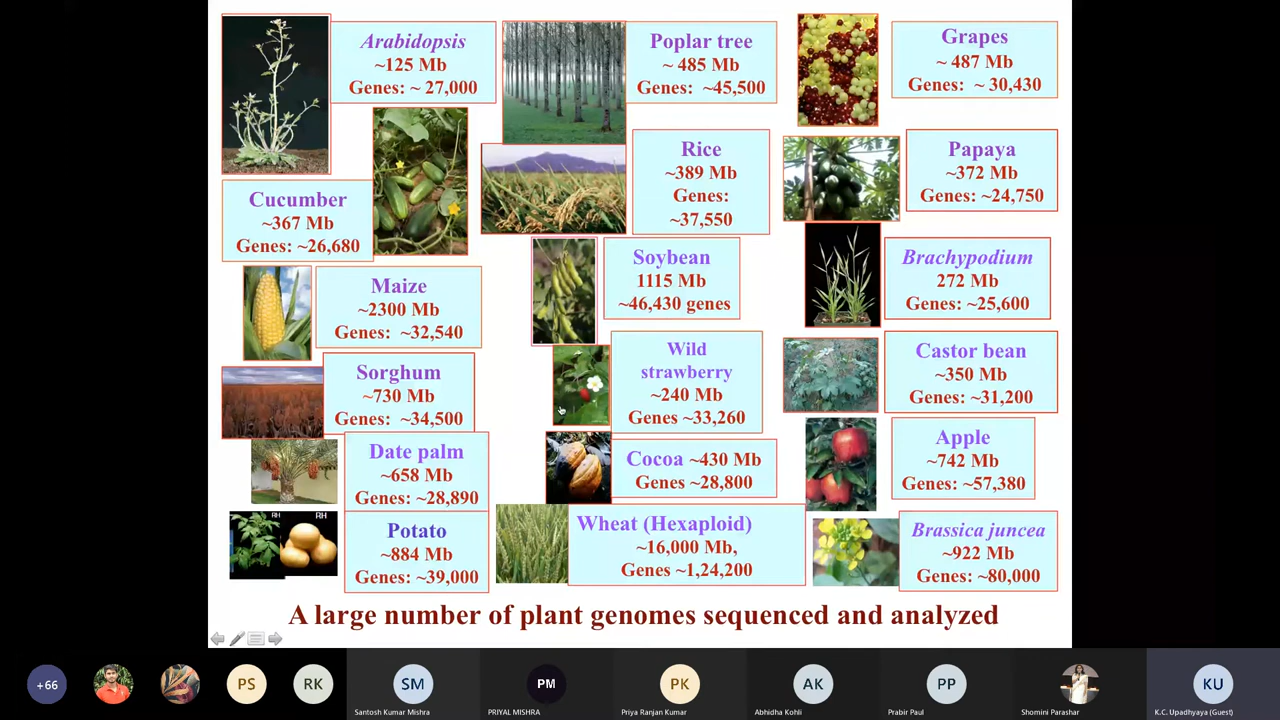 Arabidopsis
~125 Mb
Genes: ~ 27,000
Poplar tree
~ 485 Mb
Genes: ~45,500
Grapes
~ 487 Mb
Genes: ~ 30,430
Cucumber
~367 Mb
Genes: ~26,680
Rice
~389 Mb
Genes:
~37,550
Papaya
~372 Mb
Genes: ~24,750
Maize
~2300 Mb
Genes: ~32,540
Soybean
1115 Mb
~46,430 genes
Brachypodium
272 Mb
Genes: ~25,600
Sorghum
~730 Mb
Genes: ~34,500
Wild
strawberry
~240 Mb
Genes ~33,260
Castor bean
~350 Mb
Genes: ~31,200
Date palm
~658 Mb
Genes: ~28,890
Cocoa ~430 Mb
Genes ~28,800
Apple
~742 Mb
Genes: ~57,380
RH RH
Potato
~884 Mb
Genes: ~39,000
Wheat (Hexaploid)
~16,000 Mb,
Genes ~1,24,200
Brassica juncea
~922 Mb
Genes: ~80,000
A large number of plant genomes sequenced and analyzed
+66 PS RK SM PM PK AK PP KU
Santosh Kumar Mishra PRIYAL MISHRA Priya Ranjan Kumar Abhidha Kohli Prabir Paul Shomini Parashar K.C. Upadhyaya (Guest)